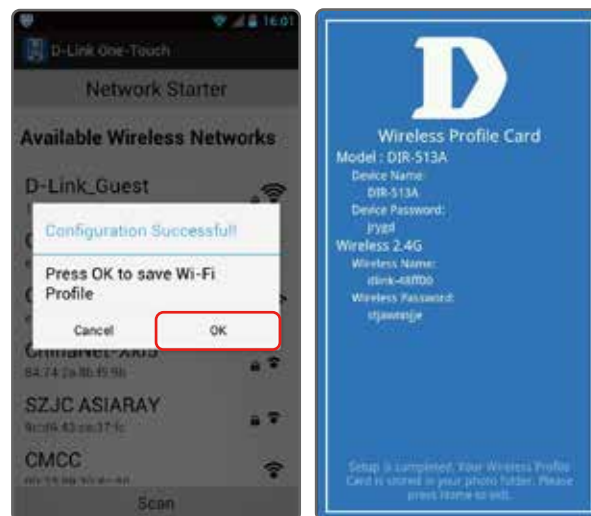 16:01
D-Link One-Touch
Network Starter
Available Wireless Networks
D-Link_Guest
Configuration Successful!
Press OK to save Wi-Fi
Profile
Cancel
OK
SZJC ASIARAY
CMCC
Scan
D
Wireless Profile Card
Model : DIR-513A
Device Name:
DIR-513A
Device Password:
jrygd
Wireless 2.4G
Wireless Name:
dlink-48ff00
Wireless Password:
Setup is completed. Your Wireless Profile
Card is stored in your photo folder. Please
press Home to exit.